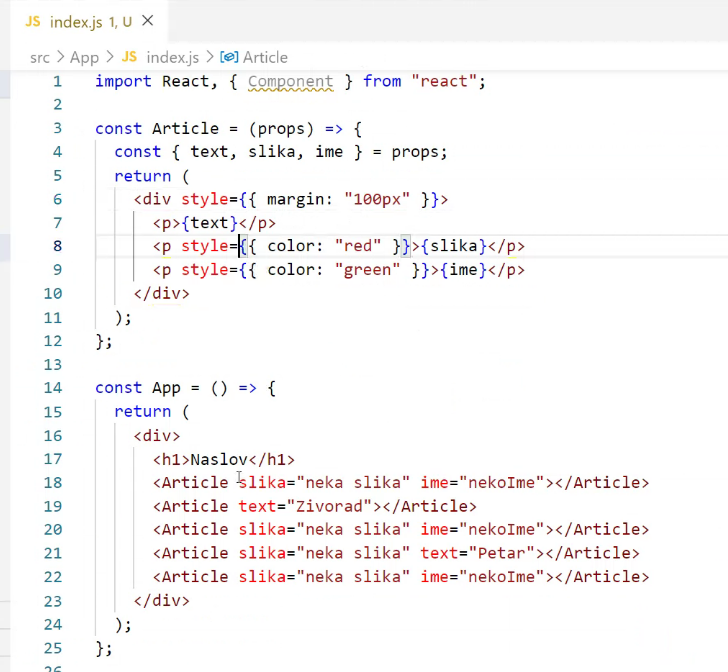 JS index.js 1, U ×
src > App > JS index.js > Article
1 import React, { Component } from "react";
2
3 const Article = (props) => {
4 const { text, slika, ime } = props;
5 return (
6 <div style={{ margin: "100px" }}>
7 <p>{text}</p>
8 <p style={{ color: "red" }}>{slika}</p>
9 <p style={{ color: "green" }}>{ime}</p>
10 </div>
11 );
12 };
13
14 const App = () => {
15 return (
16 <div>
17 <h1>Naslov</h1>
18 <Article slika="neka slika" ime="nekoIme"></Article>
19 <Article text="Zivorad"></Article>
20 <Article slika="neka slika" ime="nekoIme"></Article>
21 <Article slika="neka slika" text="Petar"></Article>
22 <Article slika="neka slika" ime="nekoIme"></Article>
23 </div>
24 );
25 };
26